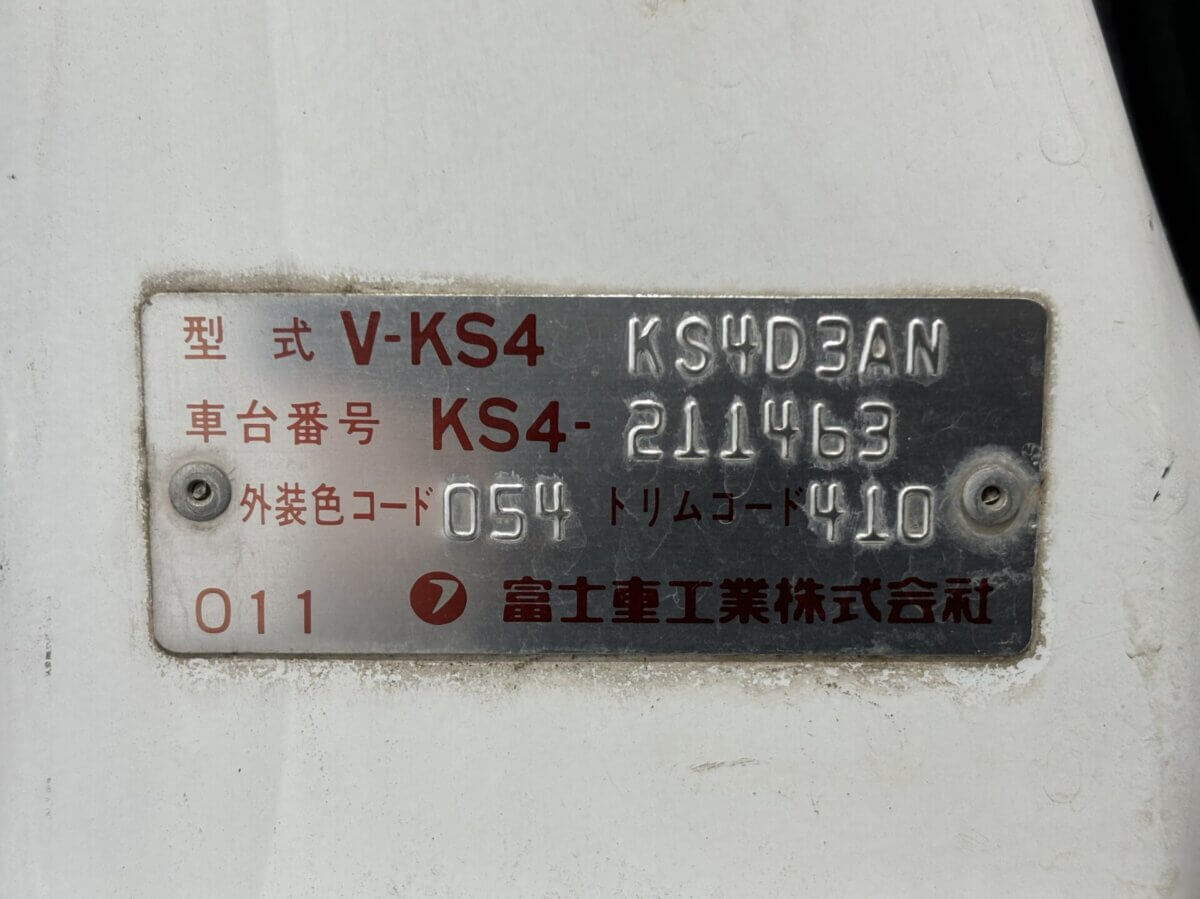 型式 V-KS4 KS4D3AN
車台番号 KS4-211463
外装色コード 054 トリムコード 410
011 フ 富士重工業株式会社